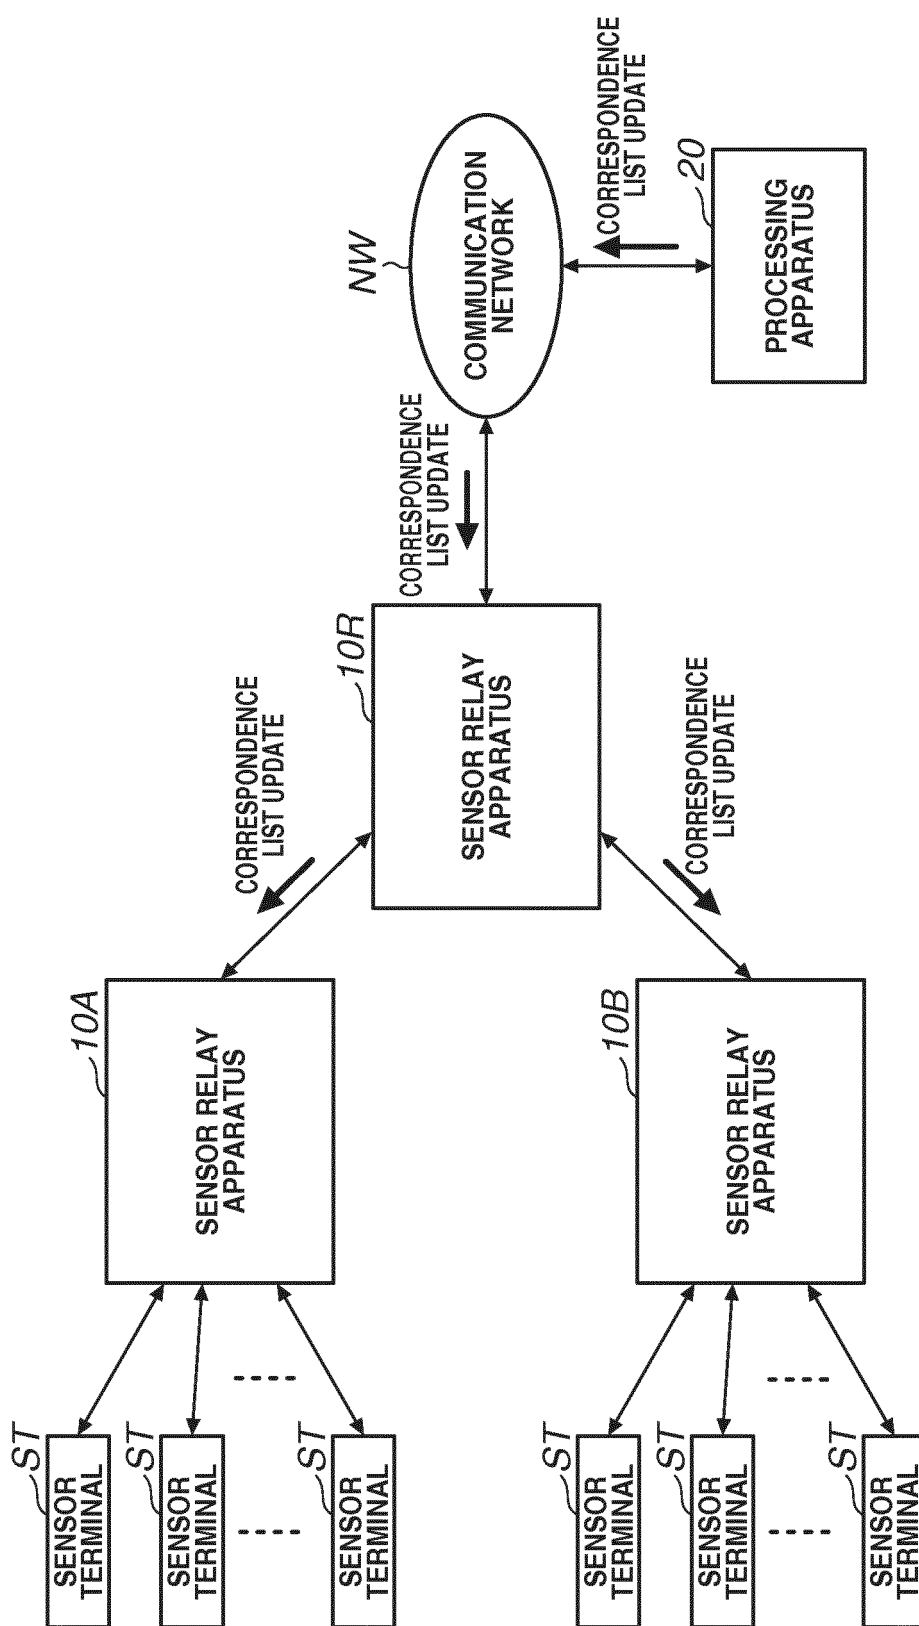 ST
SENSOR
TERMINAL
ST
SENSOR
TERMINAL
ST
SENSOR
TERMINAL
10A
SENSOR RELAY
APPARATUS
CORRESPONDENCE
LIST UPDATE
10R
SENSOR RELAY
APPARATUS
CORRESPONDENCE
LIST UPDATE
NW
COMMUNICATION
NETWORK
CORRESPONDENCE
LIST UPDATE
20
PROCESSING
APPARATUS
ST
SENSOR
TERMINAL
ST
SENSOR
TERMINAL
ST
SENSOR
TERMINAL
10B
SENSOR RELAY
APPARATUS
CORRESPONDENCE
LIST UPDATE